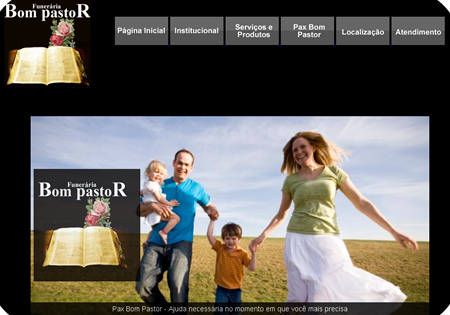 Funerária
Bom pastoR
Página Inicial
Institucional
Serviços e
Produtos
Pax Bom
Pastor
Localização
Atendimento
Funerária
Bom pastoR
Pax Bom Pastor - Ajuda necessária no momento em que você mais precisa